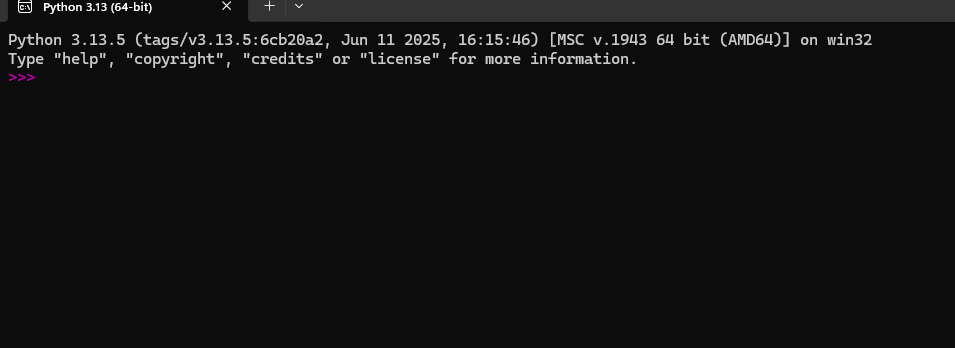 Python 3.13 (64-bit)
Python 3.13.5 (tags/v3.13.5:6cb20a2, Jun 11 2025, 16:15:46) [MSC v.1943 64 bit (AMD64)] on win32
Type "help", "copyright", "credits" or "license" for more information.
>>>